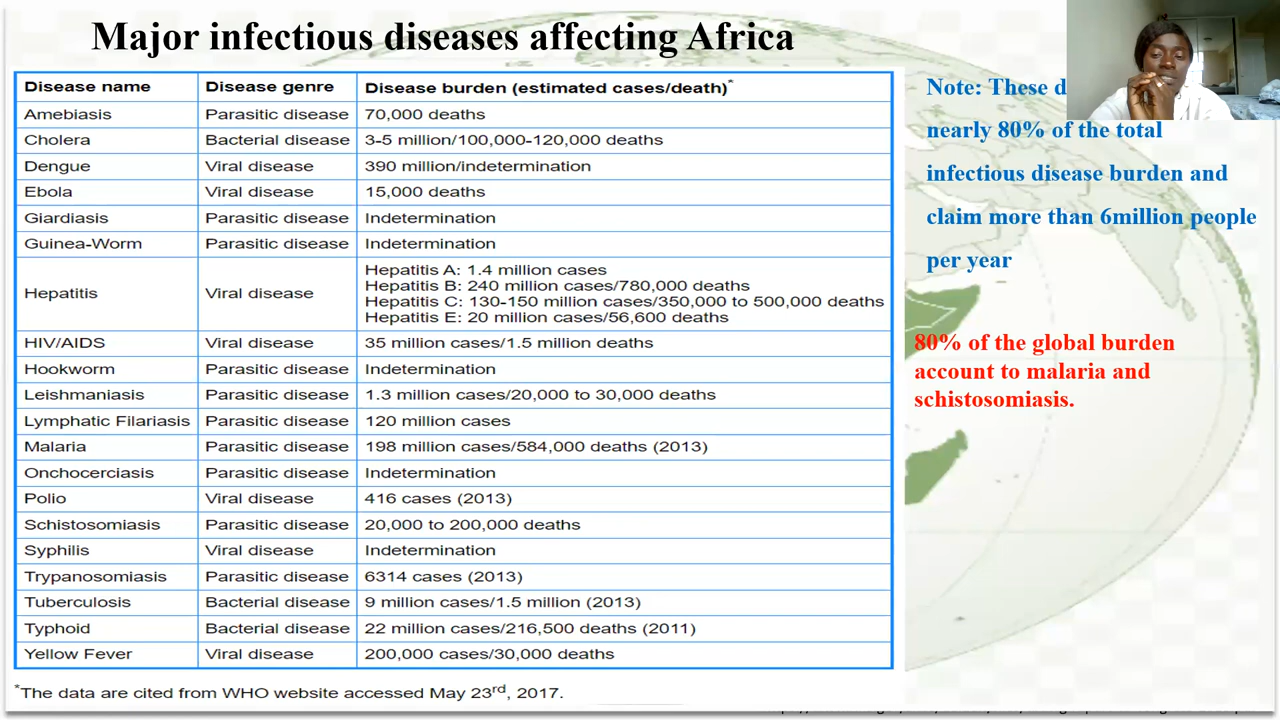 Major infectious diseases affecting Africa
Disease name Disease genre Disease burden (estimated cases/death)*
Amebiasis Parasitic disease 70,000 deaths
Cholera Bacterial disease 3-5 million/100,000-120,000 deaths
Dengue Viral disease 390 million/indetermination
Ebola Viral disease 15,000 deaths
Giardiasis Parasitic disease Indetermination
Guinea-Worm Parasitic disease Indetermination
Hepatitis Viral disease Hepatitis A: 1.4 million cases
Hepatitis B: 240 million cases/780,000 deaths
Hepatitis C: 130-150 million cases/350,000 to 500,000 deaths
Hepatitis E: 20 million cases/56,600 deaths
HIV/AIDS Viral disease 35 million cases/1.5 million deaths
Hookworm Parasitic disease Indetermination
Leishmaniasis Parasitic disease 1.3 million cases/20,000 to 30,000 deaths
Lymphatic Filariasis Parasitic disease 120 million cases
Malaria Parasitic disease 198 million cases/584,000 deaths (2013)
Onchocerciasis Parasitic disease Indetermination
Polio Viral disease 416 cases (2013)
Schistosomiasis Parasitic disease 20,000 to 200,000 deaths
Syphilis Viral disease Indetermination
Trypanosomiasis Parasitic disease 6314 cases (2013)
Tuberculosis Bacterial disease 9 million cases/1.5 million (2013)
Typhoid Bacterial disease 22 million cases/216,500 deaths (2011)
Yellow Fever Viral disease 200,000 cases/30,000 deaths
*The data are cited from WHO website accessed May 23rd, 2017.
Note: These
nearly 80% of the total
infectious disease burden and
claim more than 6million people
per year
80% of the global burden
account to malaria and
schistosomiasis.